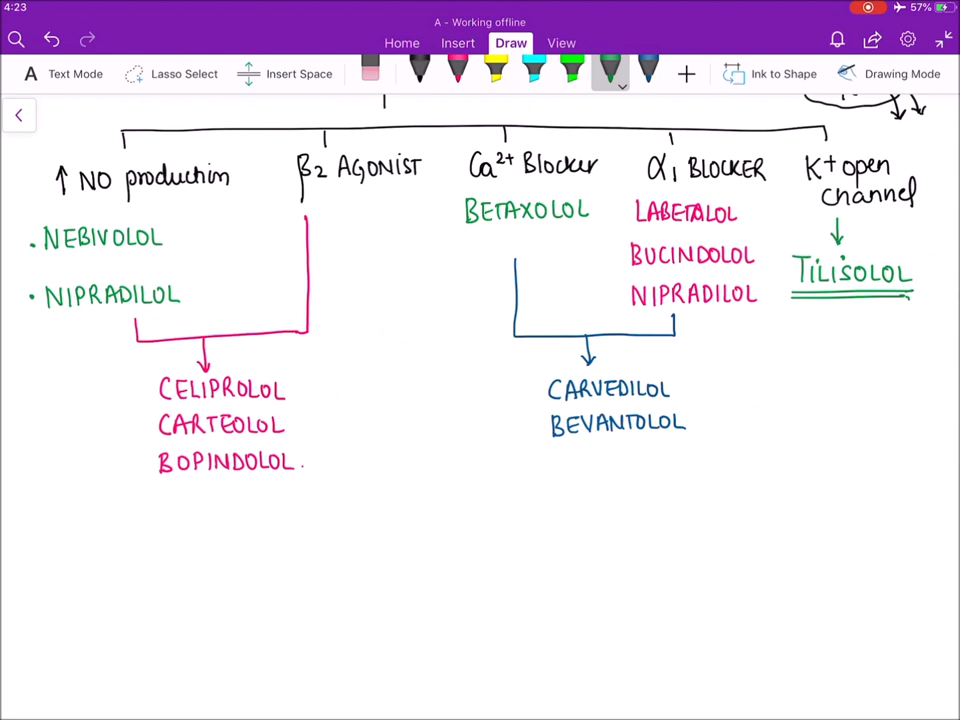 4:23
57%
A - Working offline
Home Insert Draw View
A Text Mode Lasso Select Insert Space Ink to Shape Drawing Mode
↑ NO production
β2 AGONIST
Ca2+ Blocker
α1 BLOCKER
K+ open
channel
• NEBIVOLOL
• NIPRADILOL
BETAXOLOL
LABETALOL
BUCINDOLOL
NIPRADILOL
TILISOLOL
CELIPROLOL
CARTEOLOL
BOPINDOLOL.
CARVEDILOL
BEVANTOLOL